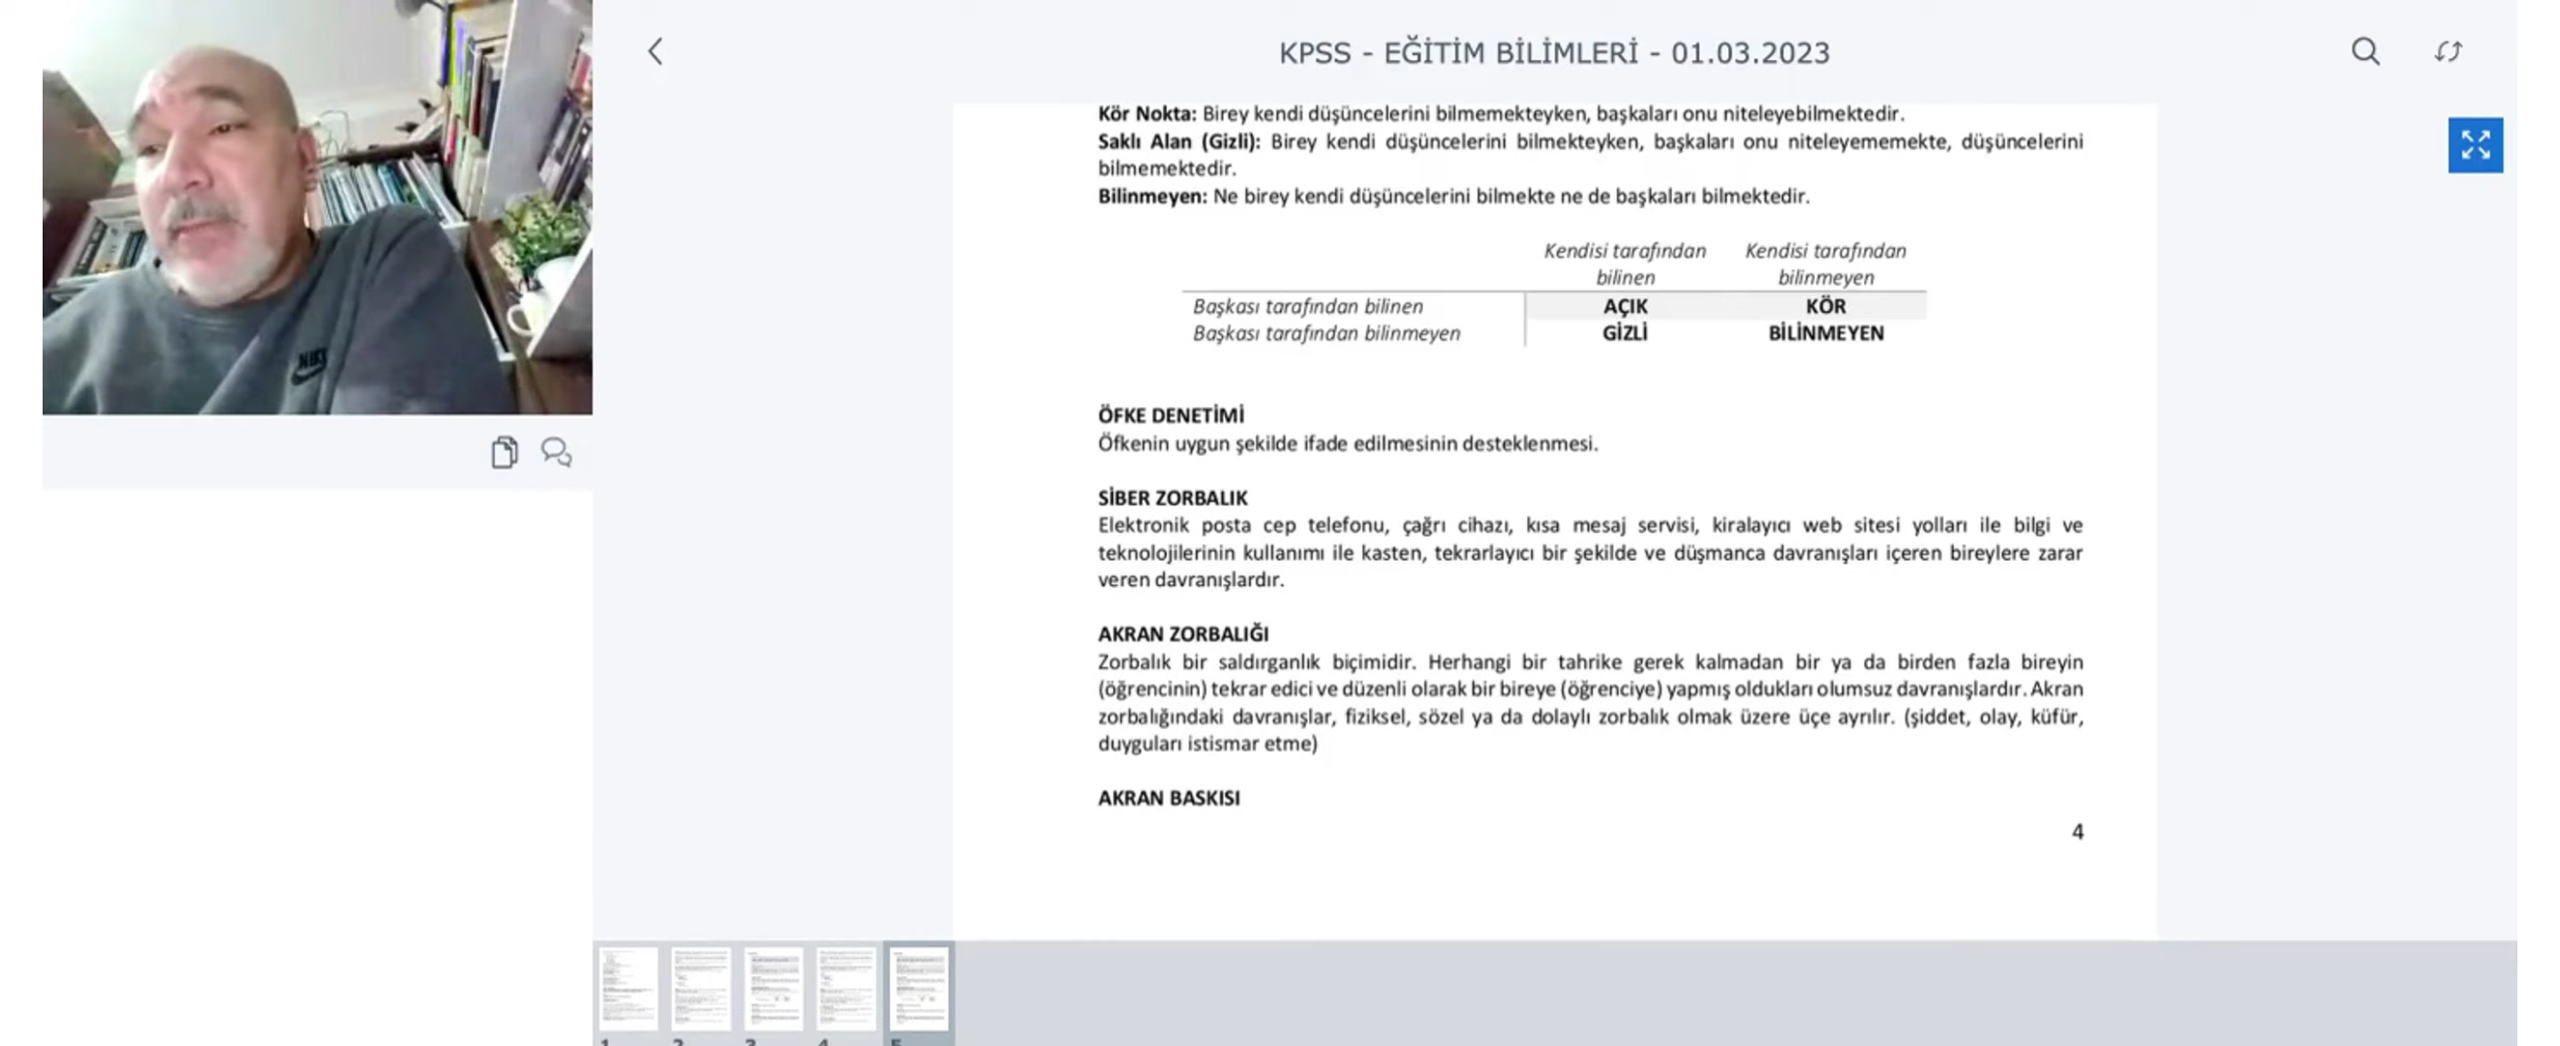 KPSS - EĞİTİM BİLİMLERİ - 01.03.2023
Kör Nokta: Birey kendi düşüncelerini bilmemekteyken, başkaları onu niteleyebilmektedir.
Saklı Alan (Gizli): Birey kendi düşüncelerini bilmekteyken, başkaları onu niteleyememekte, düşüncelerini
bilmemektedir.
Bilinmeyen: Ne birey kendi düşüncelerini bilmekte ne de başkaları bilmektedir.
Kendisi tarafından bilinen
Kendisi tarafından bilinmeyen
Başkası tarafından bilinen AÇIK KÖR
Başkası tarafından bilinmeyen GİZLİ BİLİNMEYEN
ÖFKE DENETİMİ
Öfkenin uygun şekilde ifade edilmesinin desteklenmesi.
SİBER ZORBALIK
Elektronik posta cep telefonu, çağrı cihazı, kısa mesaj servisi, kiralayıcı web sitesi yolları ile bilgi ve
teknolojilerinin kullanımı ile kasten, tekrarlayıcı bir şekilde ve düşmanca davranışları içeren bireylere zarar
veren davranışlardır.
AKRAN ZORBALIĞI
Zorbalık bir saldırganlık biçimidir. Herhangi bir tahrike gerek kalmadan bir ya da birden fazla bireyin
(öğrencinin) tekrar edici ve düzenli olarak bir bireye (öğrenciye) yapmış oldukları olumsuz davranışlardır. Akran
zorbalığındaki davranışlar, fiziksel, sözel ya da dolaylı zorbalık olmak üzere üçe ayrılır. (şiddet, olay, küfür,
duyguları istismar etme)
AKRAN BASKISI
4
NIKE
1 2 3 4 5